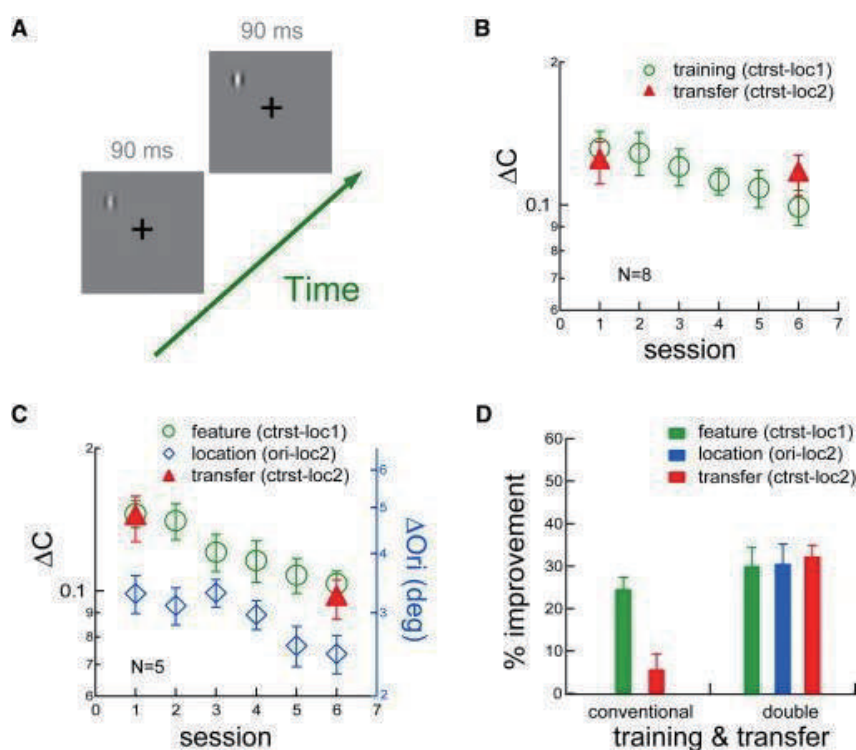 A
90 ms
90 ms
Time
B
training (ctrst-loc1)
transfer (ctrst-loc2)
ΔC
2
0.1
9
8
7
6
N=8
0 1 2 3 4 5 6 7
session
C
feature (ctrst-loc1)
location (ori-loc2)
transfer (ctrst-loc2)
ΔC
2
0.1
9
8
7
6
N=5
6
5
4
3
2
ΔOri (deg)
0 1 2 3 4 5 6 7
session
D
feature (ctrst-loc1)
location (ori-loc2)
transfer (ctrst-loc2)
% improvement
60
50
40
30
20
10
0
conventional double
training & transfer